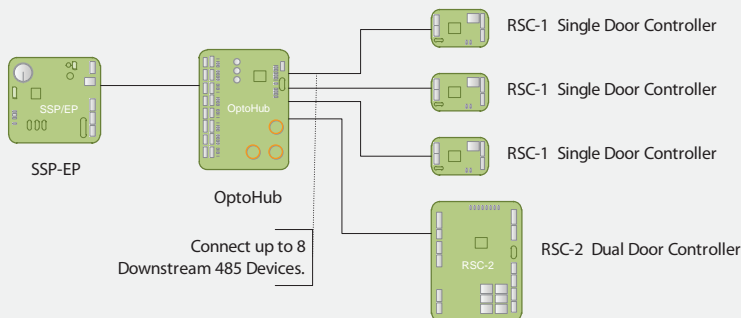 SSP/EP
SSP-EP
OptoHub
OptoHub
Connect up to 8
Downstream 485 Devices.
RSC-1 Single Door Controller
RSC-1 Single Door Controller
RSC-1 Single Door Controller
RSC-2
RSC-2 Dual Door Controller